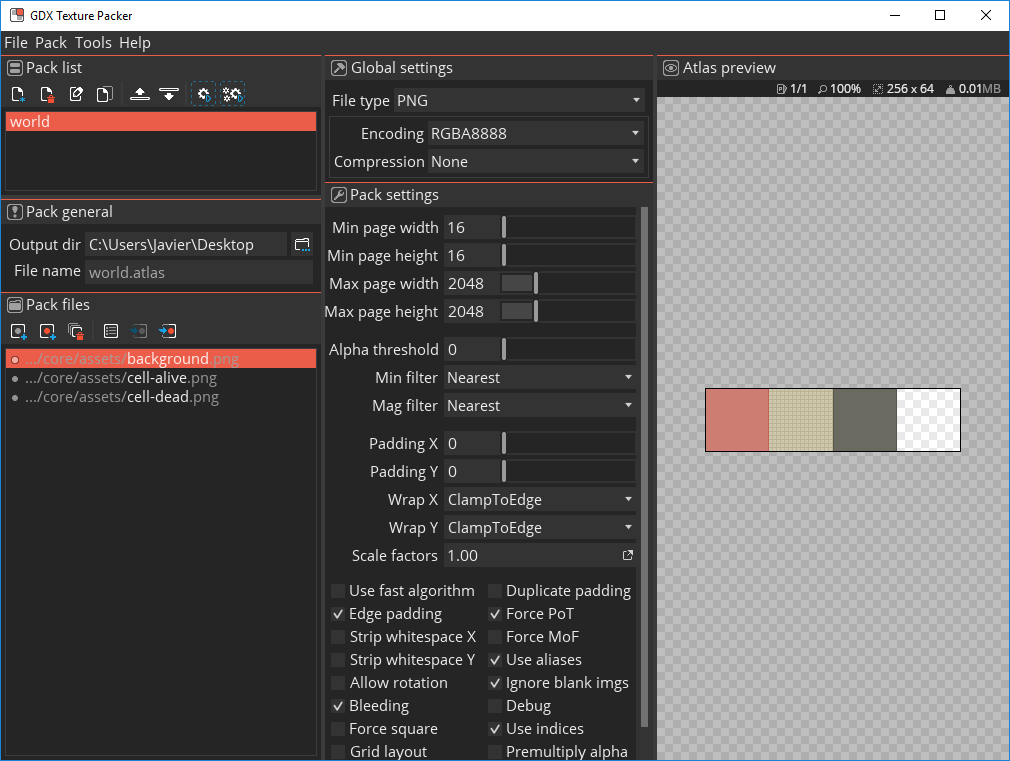 GDX Texture Packer
File Pack Tools Help
Pack list
world
Pack general
Output dir C:\Users\Javier\Desktop
File name world.atlas
Pack files
.../core/assets/background.png
.../core/assets/cell-alive.png
.../core/assets/cell-dead.png
Global settings
File type PNG
Encoding RGBA8888
Compression None
Pack settings
Min page width 16
Min page height 16
Max page width 2048
Max page height 2048
Alpha threshold 0
Min filter Nearest
Mag filter Nearest
Padding X 0
Padding Y 0
Wrap X ClampToEdge
Wrap Y ClampToEdge
Scale factors 1.00
Use fast algorithm Duplicate padding
Edge padding Force PoT
Strip whitespace X Force MoF
Strip whitespace Y Use aliases
Allow rotation Ignore blank imgs
Bleeding Debug
Force square Use indices
Grid layout Premultiply alpha
Atlas preview
1/1 100% 256 x 64 0.01MB